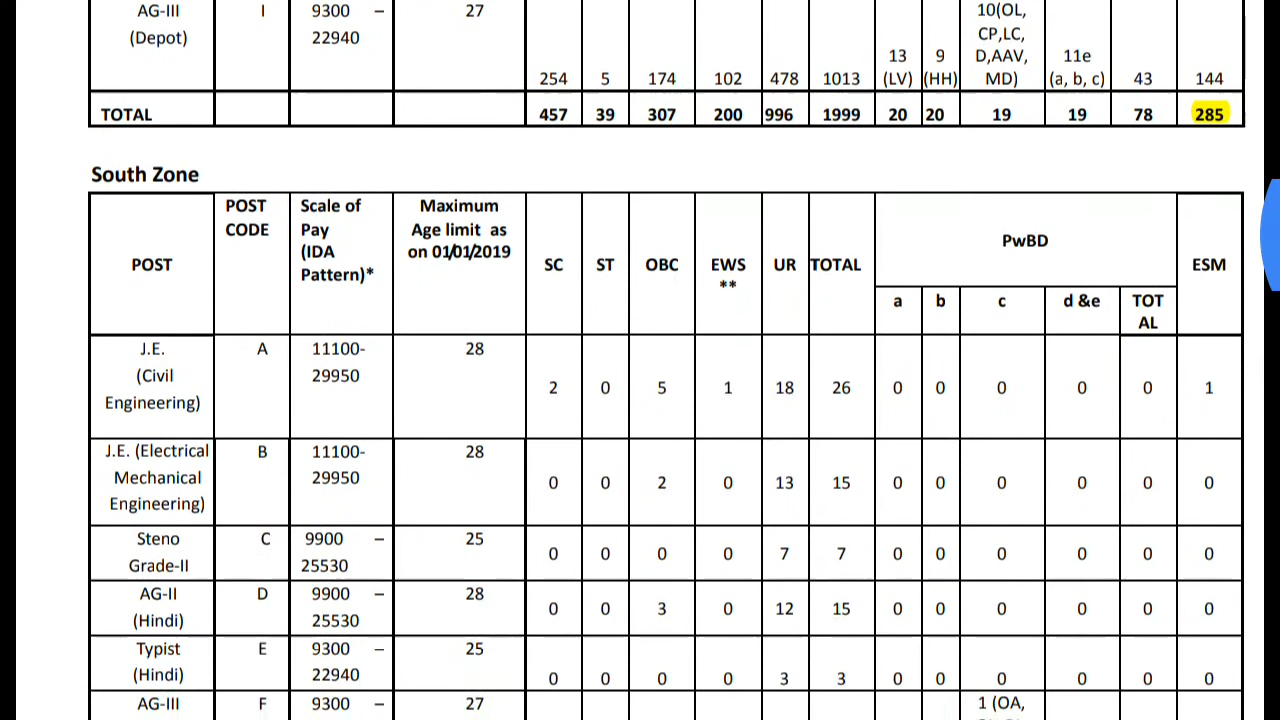 AG-III I 9300 – 27 10(OL,
(Depot) 22940 CP,LC,
13 9 D,AAV, 11e
254 5 174 102 478 1013 (LV) (HH) MD) (a, b, c) 43 144
TOTAL 457 39 307 200 996 1999 20 20 19 19 78 285
South Zone
POST Scale of Maximum
CODE Pay Age limit as
(IDA on 01/01/2019 PwBD
POST Pattern)* SC ST OBC EWS UR TOTAL ESM
**
a b c d &e TOT
AL
J.E. A 11100- 28
(Civil 29950
Engineering) 2 0 5 1 18 26 0 0 0 0 0 1
J.E. (Electrical B 11100- 28
Mechanical 29950
Engineering) 0 0 2 0 13 15 0 0 0 0 0 0
Steno C 9900 – 25
Grade-II 25530 0 0 0 0 7 7 0 0 0 0 0 0
AG-II D 9900 – 28
(Hindi) 25530 0 0 3 0 12 15 0 0 0 0 0 0
Typist E 9300 – 25
(Hindi) 22940 0 0 0 0 3 3 0 0 0 0 0 0
AG-III F 9300 – 27 1 (OA,